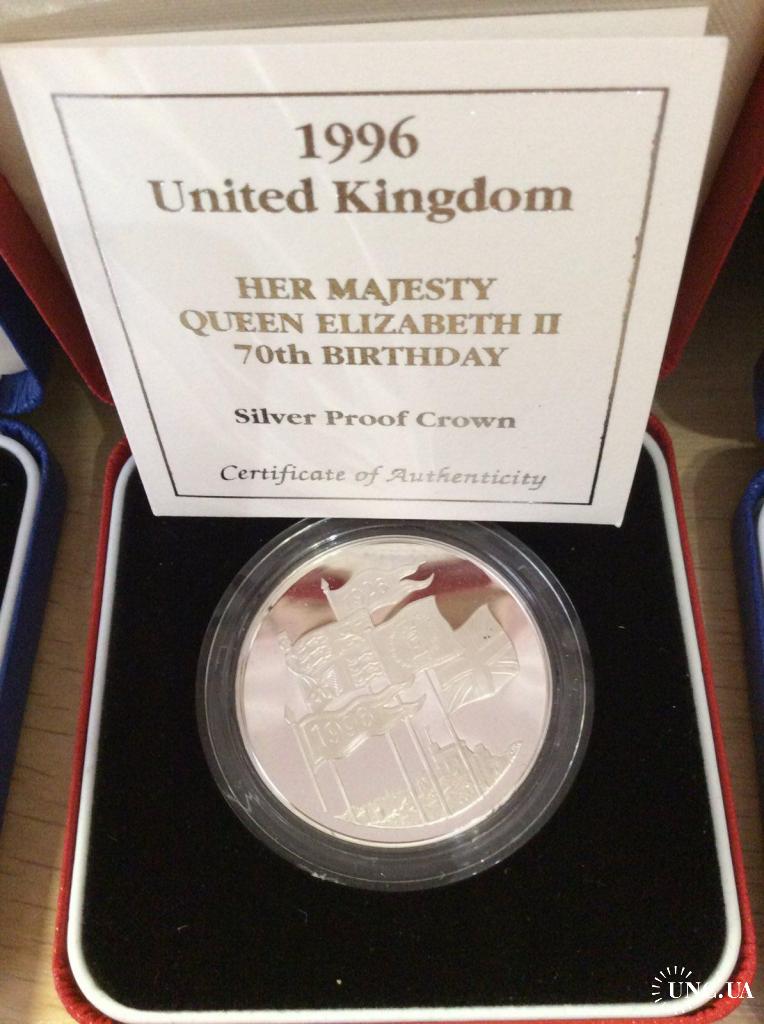 1996
United Kingdom
HER MAJESTY
QUEEN ELIZABETH II
70th BIRTHDAY
Silver Proof Crown
Certificate of Authenticity
1926
1996
UNC.UA